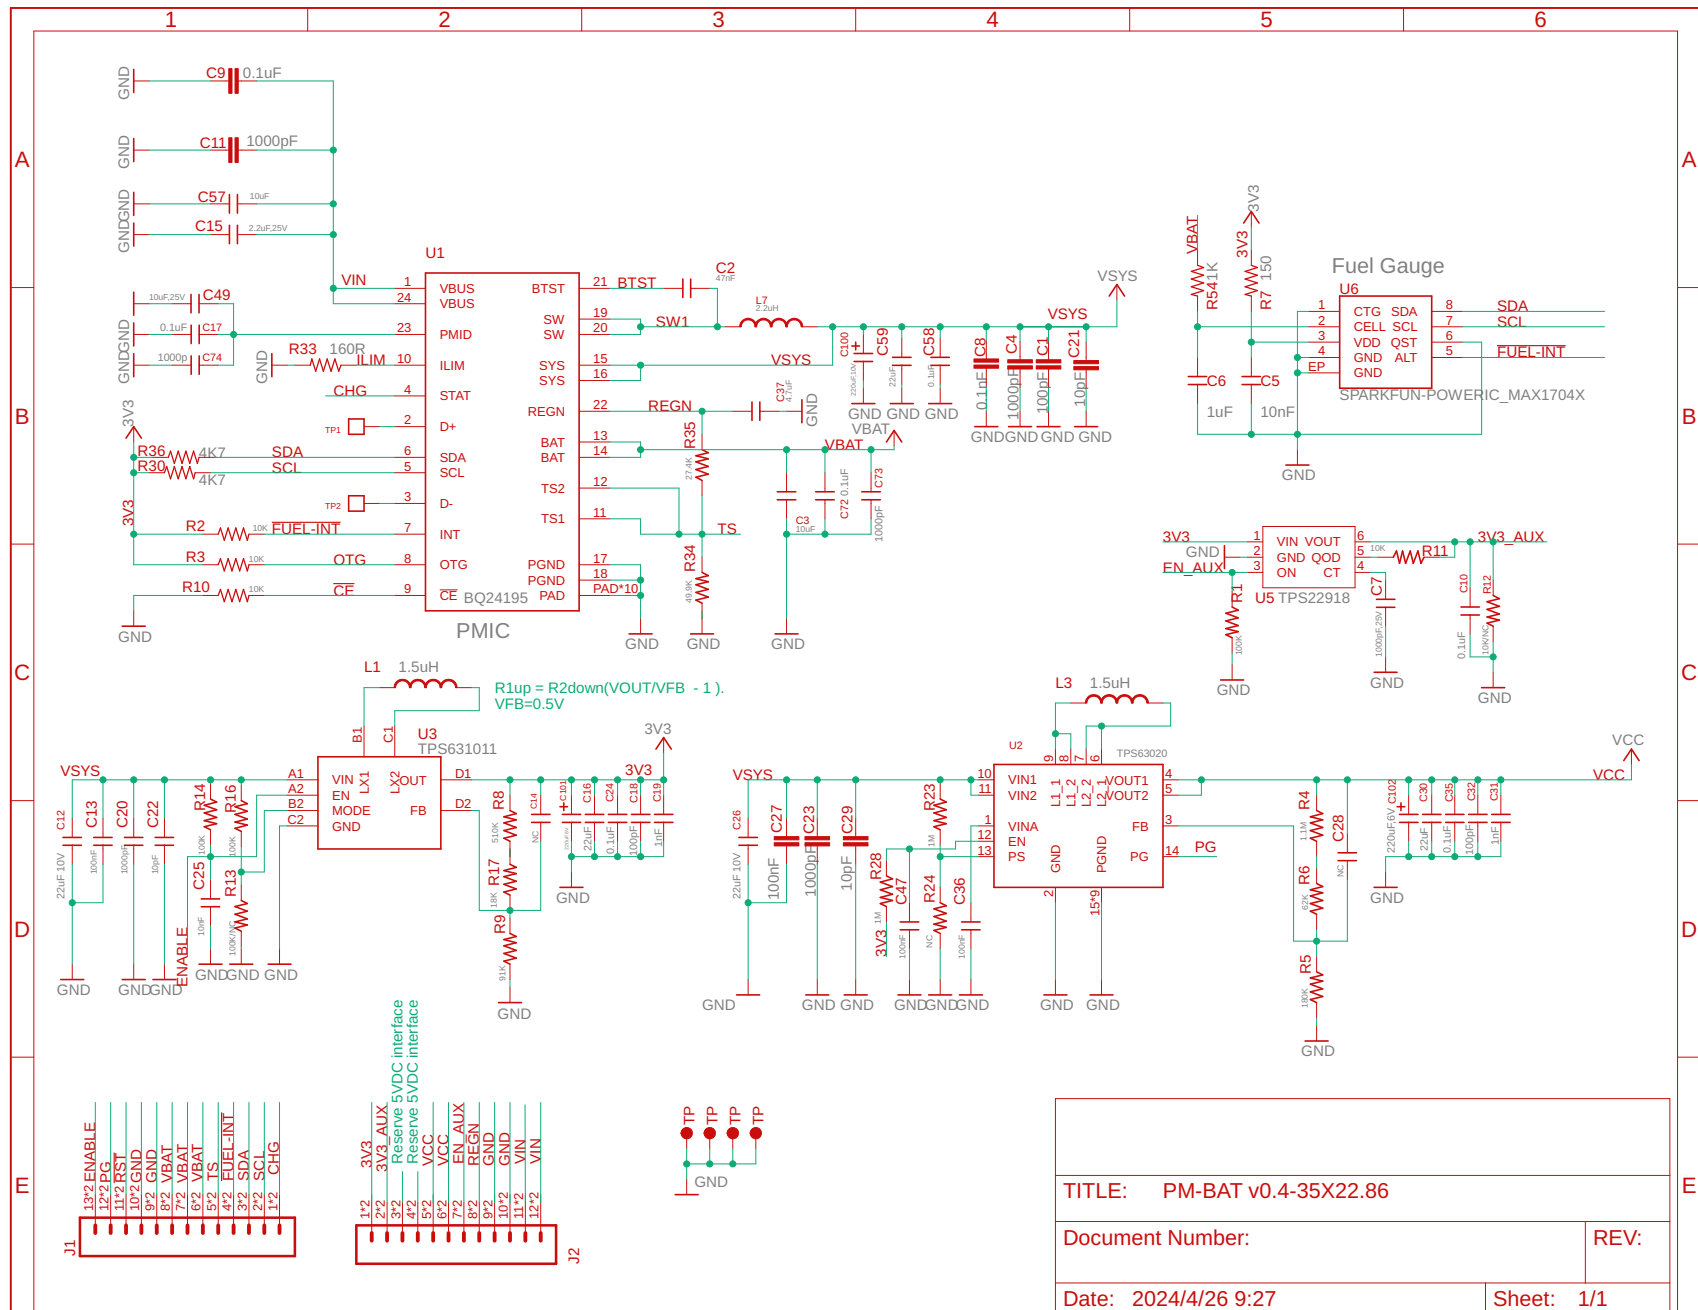 1 2 3 4 5 6
A A
B B
C C
D D
E E
GND C9 0.1uF
GND C11 1000pF
GND C57 10uF
GND C15 2.2uF,25V
10uF,25V C49
GND 0.1uF C17
GND 1000p C74
GND R33 160R ILIM
VIN
CHG
TP1
3V3
R36 4K7 SDA
R30 4K7 SCL
TP2
3V3
R2 10K FUEL-INT
R3 10K OTG
R10 10K CE
GND
U1
1 VBUS
24 VBUS
23 PMID
10 ILIM
4 STAT
2 D+
6 SDA
5 SCL
3 D-
7 INT
8 OTG
9 CE
BTST 21 BTST
SW 19
SW 20 SW1
SYS 15 VSYS
SYS 16
REGN 22 REGN
BAT 13
BAT 14 VBAT
TS2 12
TS1 11 TS
PGND 17
PGND 18
PAD PAD*10
BQ24195
PMIC
C2
47nF
L7
2.2uH
C37
4.7uF
GND
R35
27.4K
R34
49.9K
GND GND GND
VSYS
VSYS
C100 220uF,10V
C59 22uF
C58 0.1uF
C8 0.1nF
C4 1000pF
C1 100pF
C21 10pF
GND GND GND
GND GND GND GND
VBAT
C3
10uF
C72 0.1uF
C73
1000pF
Fuel Gauge
U6
VBAT
R54 1K
3V3
3V3
R7 150
1 CTG SDA 8 SDA
2 CELL SCL 7 SCL
3 VDD QST 6
4 GND ALT 5 FUEL-INT
EP GND
SPARKFUN-POWERIC_MAX1704X
C6
1uF
C5
10nF
GND
3V3 1 VIN VOUT 6 3V3_AUX
GND 2 GND QOD 5 10K R11
EN_AUX 3 ON CT 4
U5 TPS22918
R1
100K
GND
C7
1000pF,25V
GND
C10
0.1uF
R12
10K/NC
GND
L1 1.5uH
R1up = R2down(VOUT/VFB - 1 ).
VFB=0.5V
B1 C1
U3
TPS631011
VSYS
A1 VIN LX1 LX2 VOUT D1
A2 EN
B2 MODE FB D2
C2 GND
C12
22uF 10V
C13
100nF
C20
1000pF
C22
10pF
R14
100K
R16
100K
C25
10nF
R13
100K/NC
ENABLE
GND GND GND GND GND GND
R8
510K
R17
18K
R9
91K
GND
C14
NC
C101
C16
22uF
C24
0.1uF
C18
100pF
C19
1nF
3V3
3V3
GND
L3 1.5uH
U2
TPS63020
9 8 7 6
VSYS
10 VIN1 L1_1 L1_2 L2_2 L2_1 VOUT1 4
11 VIN2 VOUT2 5
1 VINA FB 3
12 EN
13 PS PG 14 PG
GND PGND
2 15*9
C26
22uF 10V
C27
100nF
C23
1000pF
C29
10pF
R28
1M
3V3
C47
100nF
R23
1M
R24
NC
C36
100nF
GND GND GND GND GND GND GND GND
R4
1.1M
R6
62K
R5
180K
GND
C28
NC
C102
220uF,6V
C30
22uF
C35
0.1uF
C32
100pF
C31
1nF
VCC
VCC
GND
13*2 ENABLE
12*2 PG
11*2 RST
10*2 GND
9*2 GND
8*2 VBAT
7*2 VBAT
6*2 VBAT
5*2 TS
4*2 FUEL-INT
3*2 SDA
2*2 SCL
1*2 CHG
J1
1*2 3V3
2*2 3V3_AUX
3*2 Reserve 5VDC interface
4*2 Reserve 5VDC interface
5*2 VCC
6*2 VCC
7*2 EN_AUX
8*2 REGN
9*2 GND
10*2 GND
11*2 VIN
12*2 VIN
J2
TP TP TP TP
GND
TITLE: PM-BAT v0.4-35X22.86
Document Number: REV:
Date: 2024/4/26 9:27 Sheet: 1/1